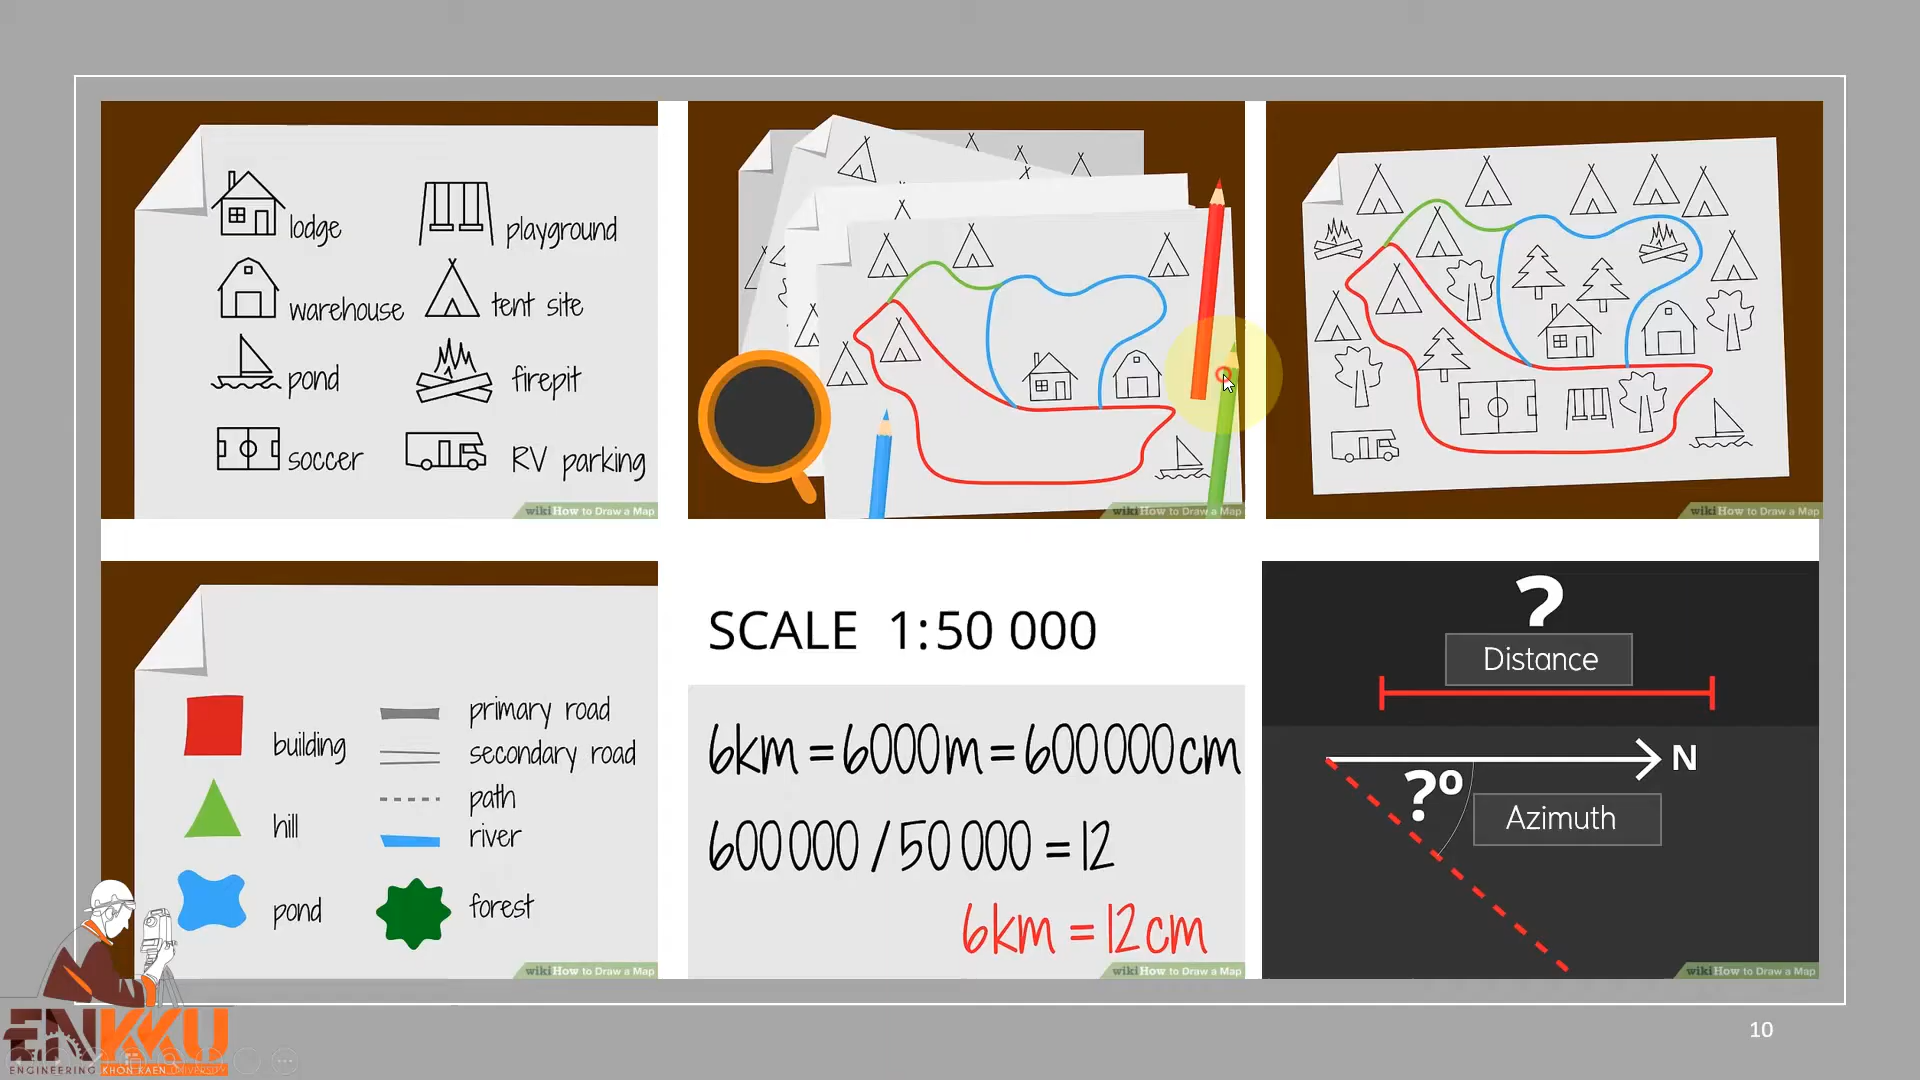 lodge
playground
warehouse
tent site
pond
firepit
soccer
RV parking
wikiHow to Draw a Map
wikiHow to Draw a Map
wikiHow to Draw a Map
building
primary road
secondary road
hill
path
river
pond
forest
wikiHow to Draw a Map
SCALE 1:50 000
6km = 6000m = 600000cm
600000 / 50 000 = 12
6km = 12cm
wikiHow to Draw a Map
?
Distance
N
?º
Azimuth
wikiHow to Draw a Map
ENKKU
ENGINEERING KHON KAEN UNIVERSITY
10